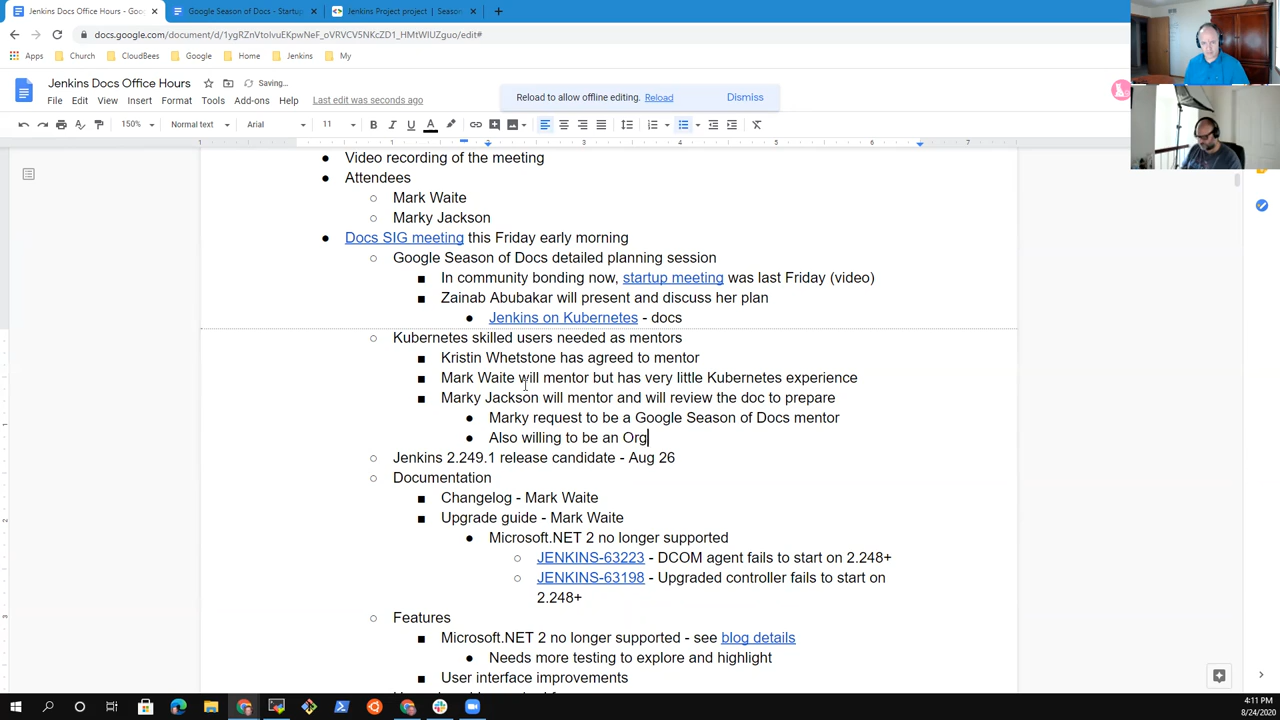 Jenkins Docs Office Hours - Goo
Google Season of Docs - Startup
Jenkins Project project | Season
docs.google.com/document/d/1ygRZnVtoIvuEKpwNeF_oVRVCV5NKcZD1_HMtWIUZguo/edit#
Apps Church CloudBees Google Home Jenkins My
Jenkins Docs Office Hours Saving...
Reload to allow offline editing. Reload Dismiss
File Edit View Insert Format Tools Add-ons Help Last edit was seconds ago
150% Normal text Arial 11
1 1 2 3 4 5 6 7
Video recording of the meeting
Attendees
Mark Waite
Marky Jackson
Docs SIG meeting this Friday early morning
Google Season of Docs detailed planning session
In community bonding now, startup meeting was last Friday (video)
Zainab Abubakar will present and discuss her plan
Jenkins on Kubernetes - docs
Kubernetes skilled users needed as mentors
Kristin Whetstone has agreed to mentor
Mark Waite will mentor but has very little Kubernetes experience
Marky Jackson will mentor and will review the doc to prepare
Marky request to be a Google Season of Docs mentor
Also willing to be an Org
Jenkins 2.249.1 release candidate - Aug 26
Documentation
Changelog - Mark Waite
Upgrade guide - Mark Waite
Microsoft.NET 2 no longer supported
JENKINS-63223 - DCOM agent fails to start on 2.248+
JENKINS-63198 - Upgraded controller fails to start on
2.248+
Features
Microsoft.NET 2 no longer supported - see blog details
Needs more testing to explore and highlight
User interface improvements
4:11 PM
8/24/2020